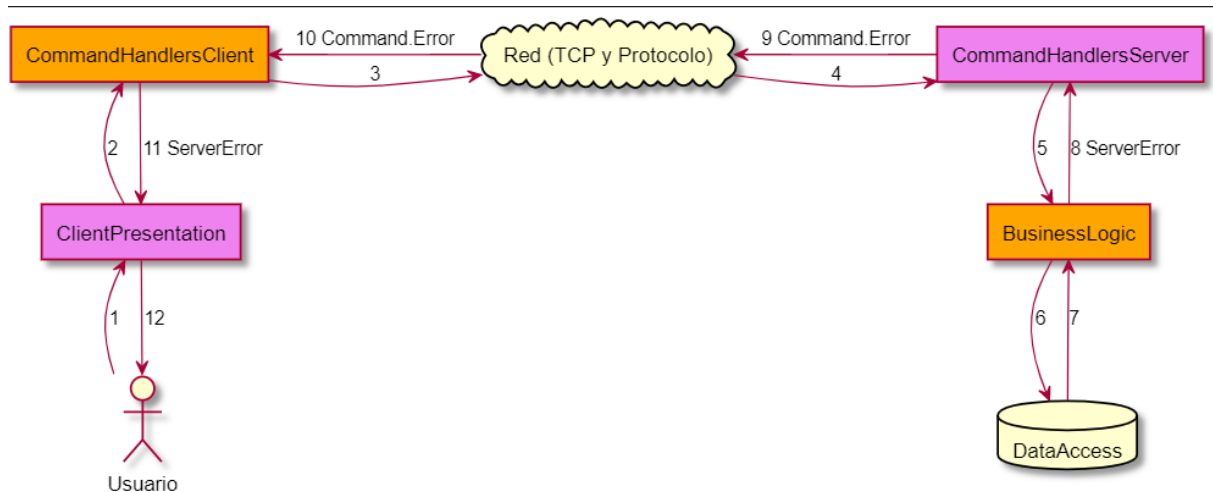 10 Command.Error
9 Command.Error
CommandHandlersClient
Red (TCP y Protocolo)
CommandHandlersServer
3
4
2
11 ServerError
5
8 ServerError
ClientPresentation
BusinessLogic
1
12
6
7
DataAccess
Usuario